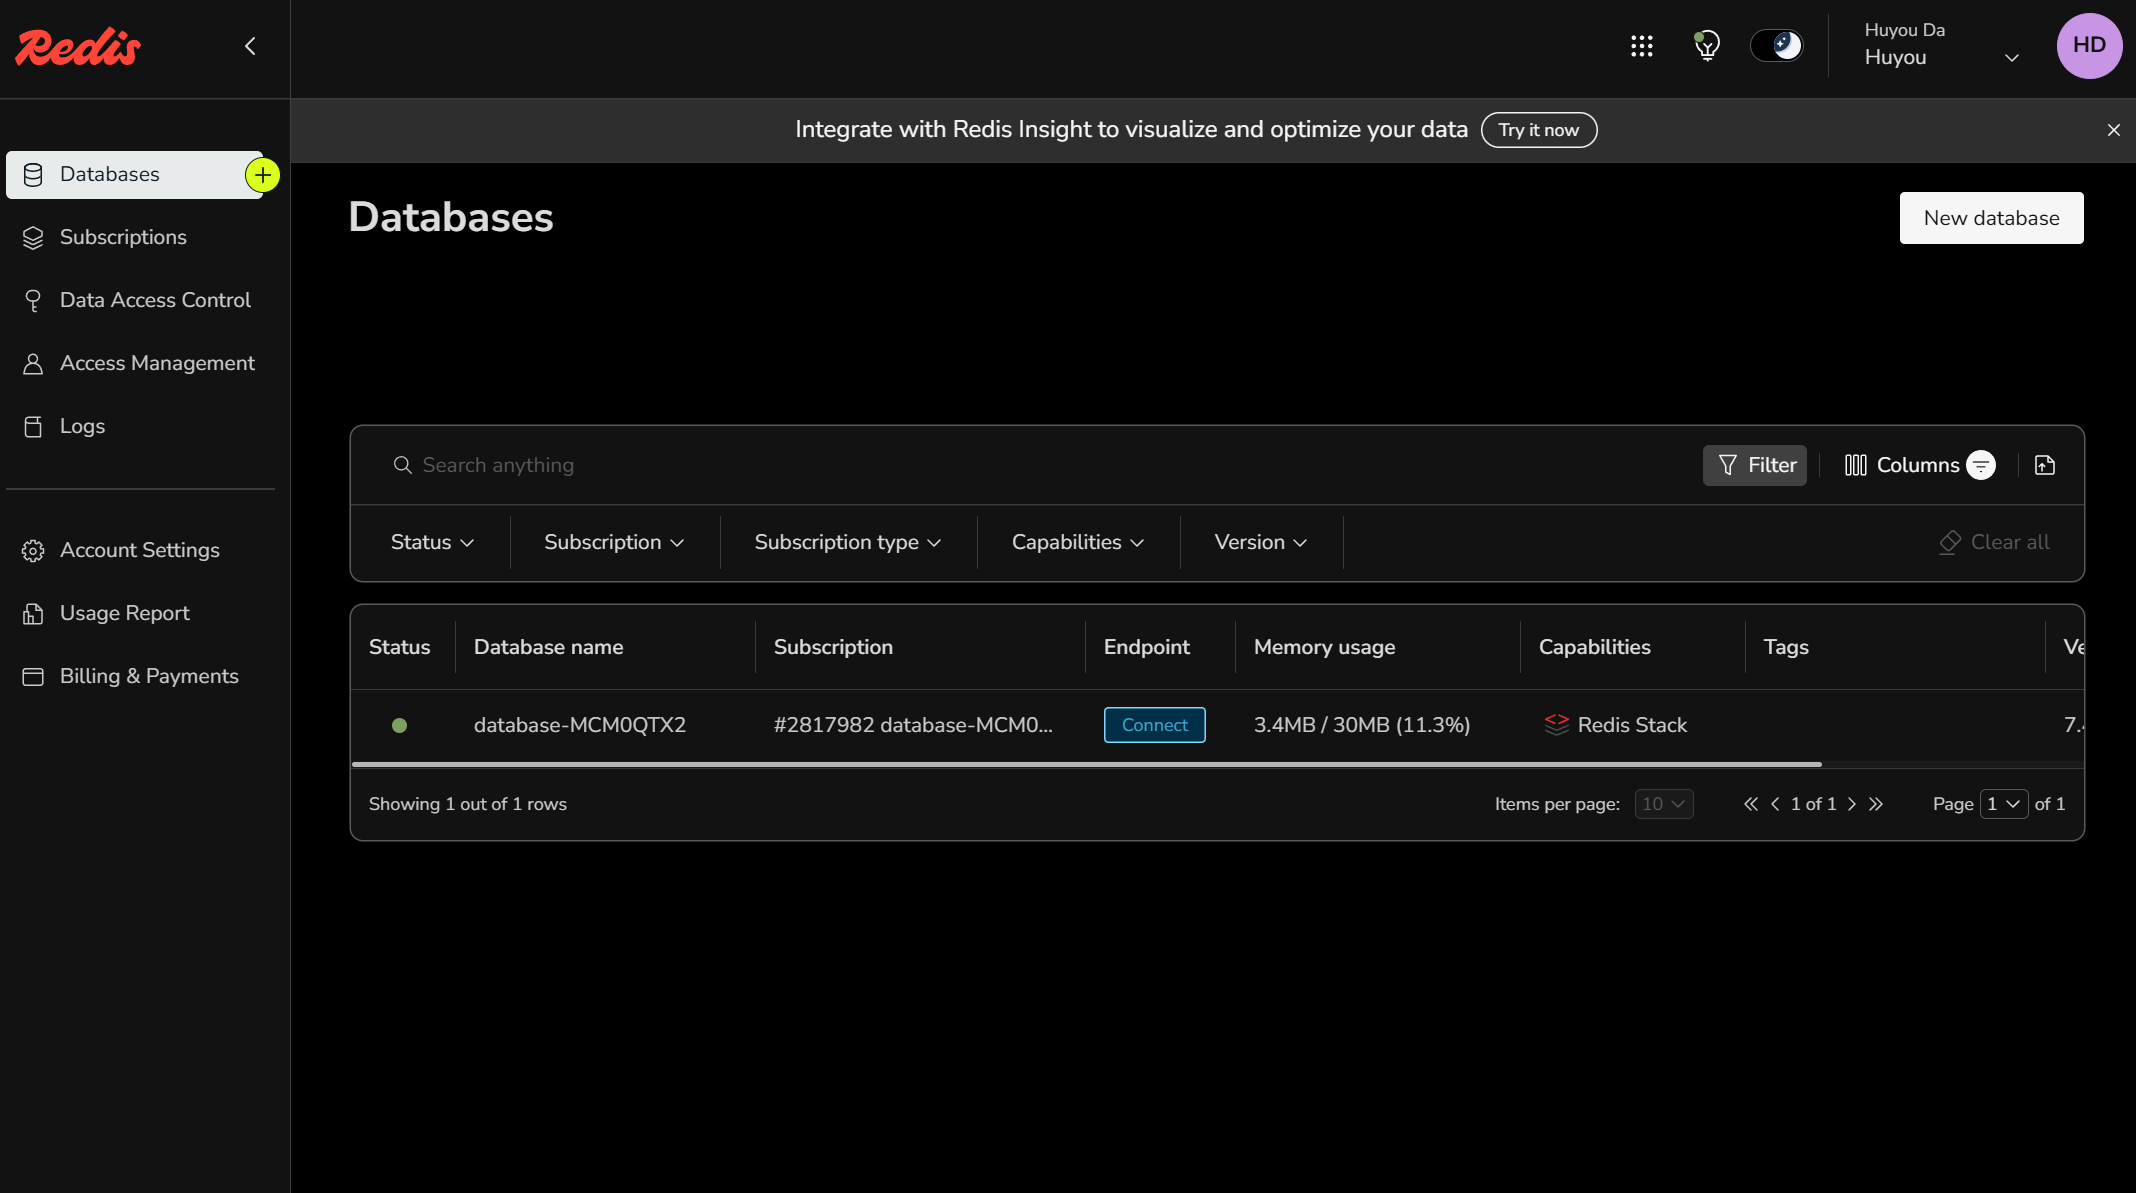 Redis
Huyou Da
Huyou
HD
Integrate with Redis Insight to visualize and optimize your data
Try it now
Databases
Subscriptions
Data Access Control
Access Management
Logs
Account Settings
Usage Report
Billing & Payments
Databases
New database
Search anything
Filter
Columns
Status
Subscription
Subscription type
Capabilities
Version
Clear all
Status
Database name
Subscription
Endpoint
Memory usage
Capabilities
Tags
Ve
database-MCM0QTX2
#2817982 database-MCM0...
Connect
3.4MB / 30MB (11.3%)
Redis Stack
7.4
Showing 1 out of 1 rows
Items per page: 10
1 of 1
Page 1 of 1